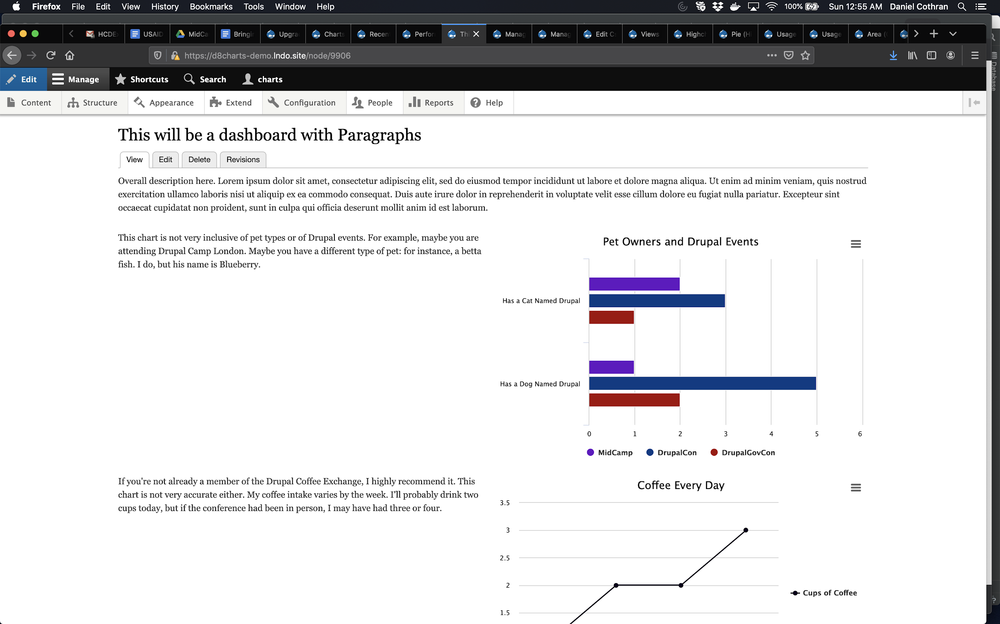 Firefox File Edit View History Bookmarks Tools Window Help 100% Sun 12:55 AM Daniel Cothran
HCDE USAID MidCa Bringi Upgra Charts Recen Perfor Thi Manag Manag Edit C Views Highc Pie (Hi Usage Usage Area (
https://d8charts-demo.lndo.site/node/9906
Database
Edit Manage Shortcuts Search charts
Content Structure Appearance Extend Configuration People Reports Help
This will be a dashboard with Paragraphs
View Edit Delete Revisions
Overall description here. Lorem ipsum dolor sit amet, consectetur adipiscing elit, sed do eiusmod tempor incididunt ut labore et dolore magna aliqua. Ut enim ad minim veniam, quis nostrud
exercitation ullamco laboris nisi ut aliquip ex ea commodo consequat. Duis aute irure dolor in reprehenderit in voluptate velit esse cillum dolore eu fugiat nulla pariatur. Excepteur sint
occaecat cupidatat non proident, sunt in culpa qui officia deserunt mollit anim id est laborum.
This chart is not very inclusive of pet types or of Drupal events. For example, maybe you are
attending Drupal Camp London. Maybe you have a different type of pet: for instance, a betta
fish. I do, but his name is Blueberry.
Pet Owners and Drupal Events
Has a Cat Named Drupal
Has a Dog Named Drupal
0 1 2 3 4 5 6
MidCamp DrupalCon DrupalGovCon
If you're not already a member of the Drupal Coffee Exchange, I highly recommend it. This
chart is not very accurate either. My coffee intake varies by the week. I'll probably drink two
cups today, but if the conference had been in person, I may have had three or four.
Coffee Every Day
3.5
3
2.5
2
1.5
Cups of Coffee